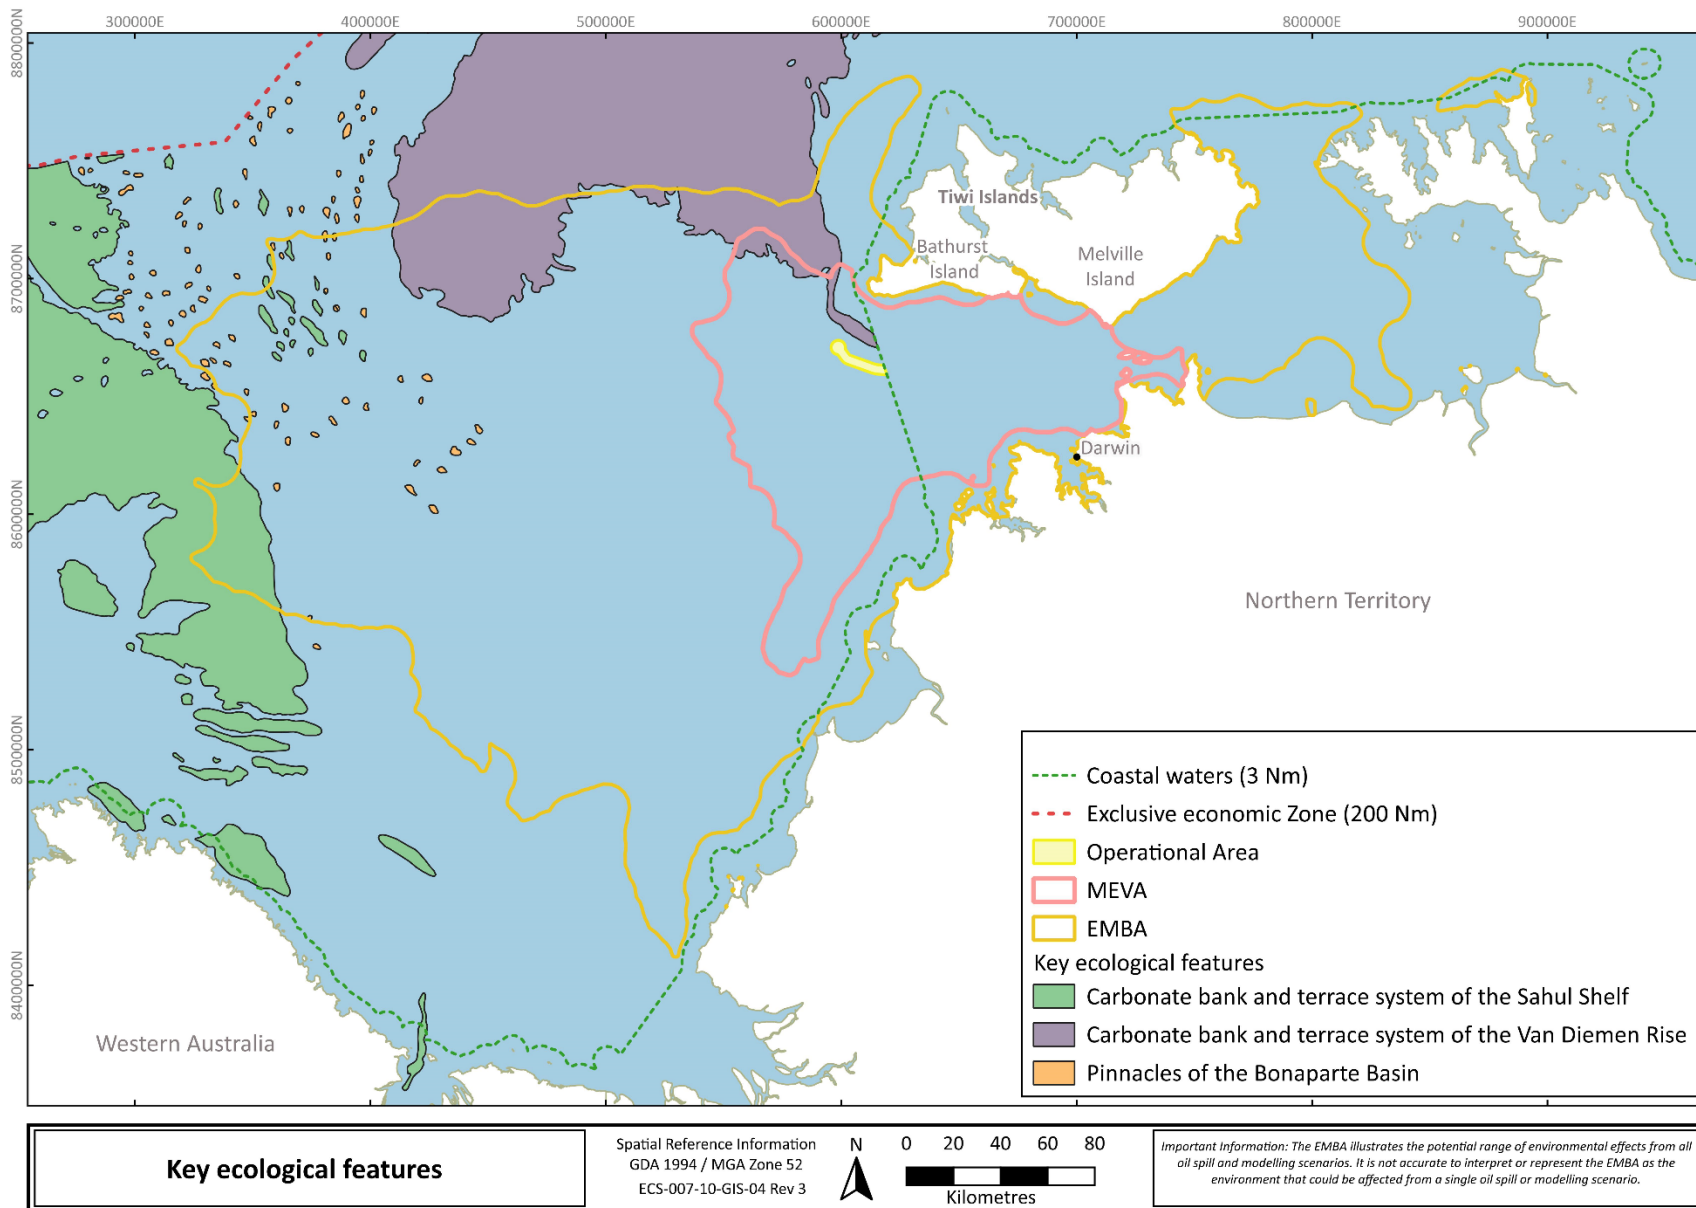 300000E
400000E
500000E
600000E
700000E
800000E
900000E
8800000N
8700000N
8600000N
8500000N
8400000N
Tiwi Islands
Bathurst
Island
Melville
Island
Darwin
Northern Territory
Western Australia
Coastal waters (3 Nm)
Exclusive economic Zone (200 Nm)
Operational Area
MEVA
EMBA
Key ecological features
Carbonate bank and terrace system of the Sahul Shelf
Carbonate bank and terrace system of the Van Diemen Rise
Pinnacles of the Bonaparte Basin
Key ecological features
Spatial Reference Information
GDA 1994 / MGA Zone 52
ECS-007-10-GIS-04 Rev 3
N
0 20 40 60 80
Kilometres
Important Information: The EMBA illustrates the potential range of environmental effects from all
oil spill and modelling scenarios. It is not accurate to interpret or represent the EMBA as the
environment that could be affected from a single oil spill or modelling scenario.